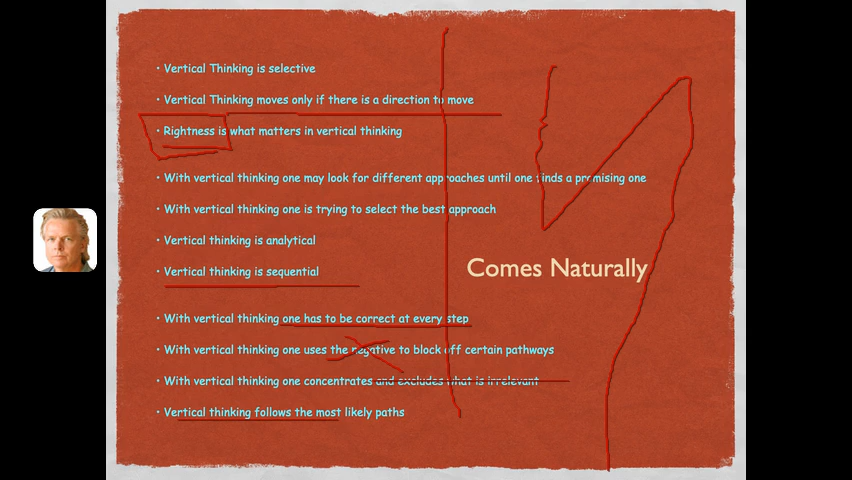 • Vertical Thinking is selective
• Vertical Thinking moves only if there is a direction to move
• Rightness is what matters in vertical thinking
• With vertical thinking one may look for different approaches until one finds a promising one
• With vertical thinking one is trying to select the best approach
• Vertical thinking is analytical
• Vertical thinking is sequential
Comes Naturally
• With vertical thinking one has to be correct at every step
• With vertical thinking one uses the negative to block off certain pathways
• With vertical thinking one concentrates and excludes what is irrelevant
• Vertical thinking follows the most likely paths